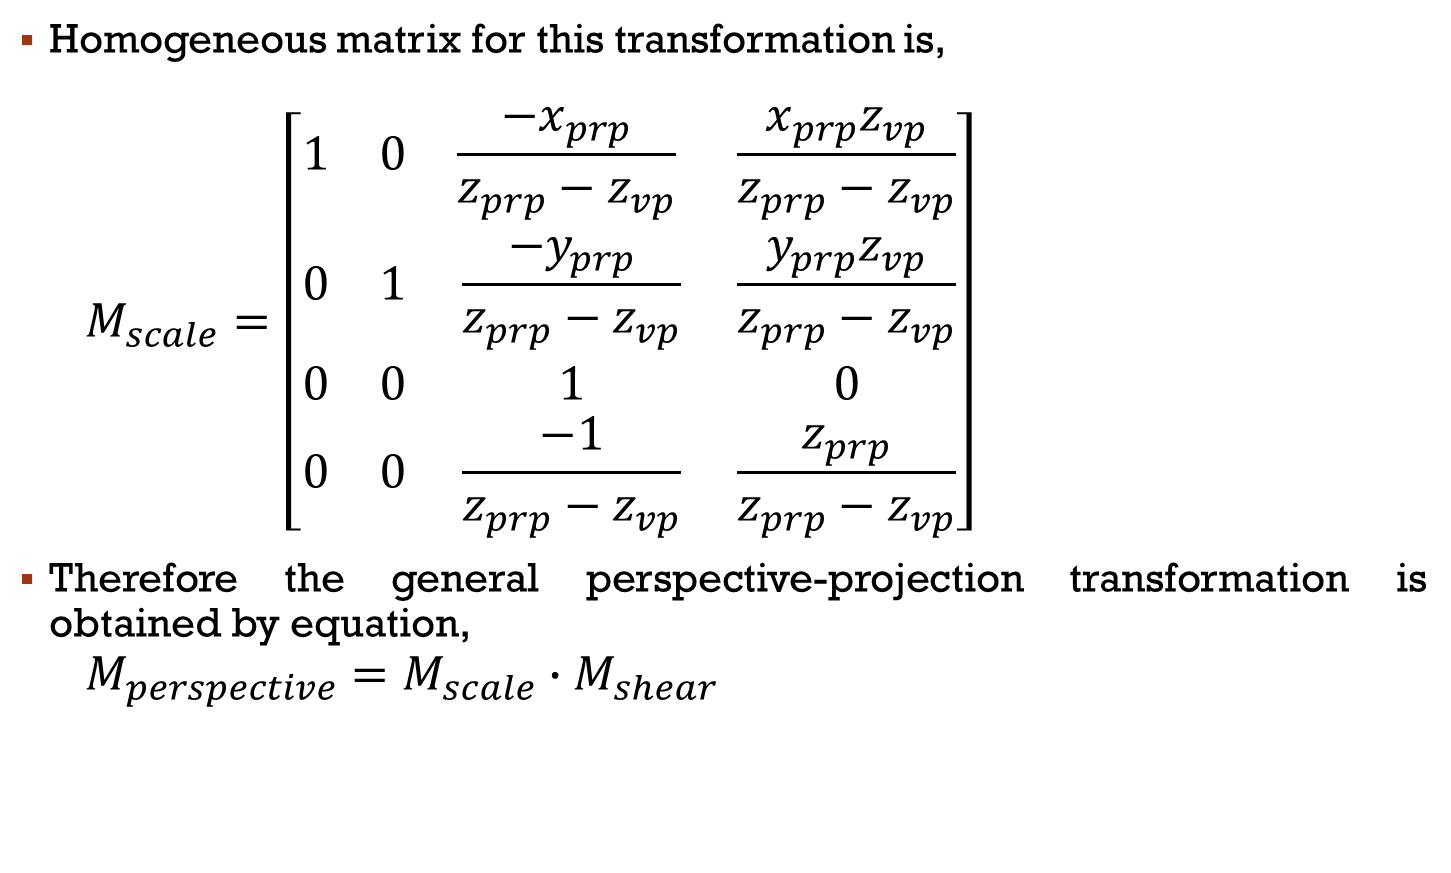 ▪ Homogeneous matrix for this transformation is,
M_scale = [ 1 0 −x_prp / (z_prp − z_vp) x_prp z_vp / (z_prp − z_vp)
0 1 −y_prp / (z_prp − z_vp) y_prp z_vp / (z_prp − z_vp)
0 0 1 0
0 0 −1 / (z_prp − z_vp) z_prp / (z_prp − z_vp) ]
▪ Therefore the general perspective-projection transformation is
obtained by equation,
M_perspective = M_scale · M_shear